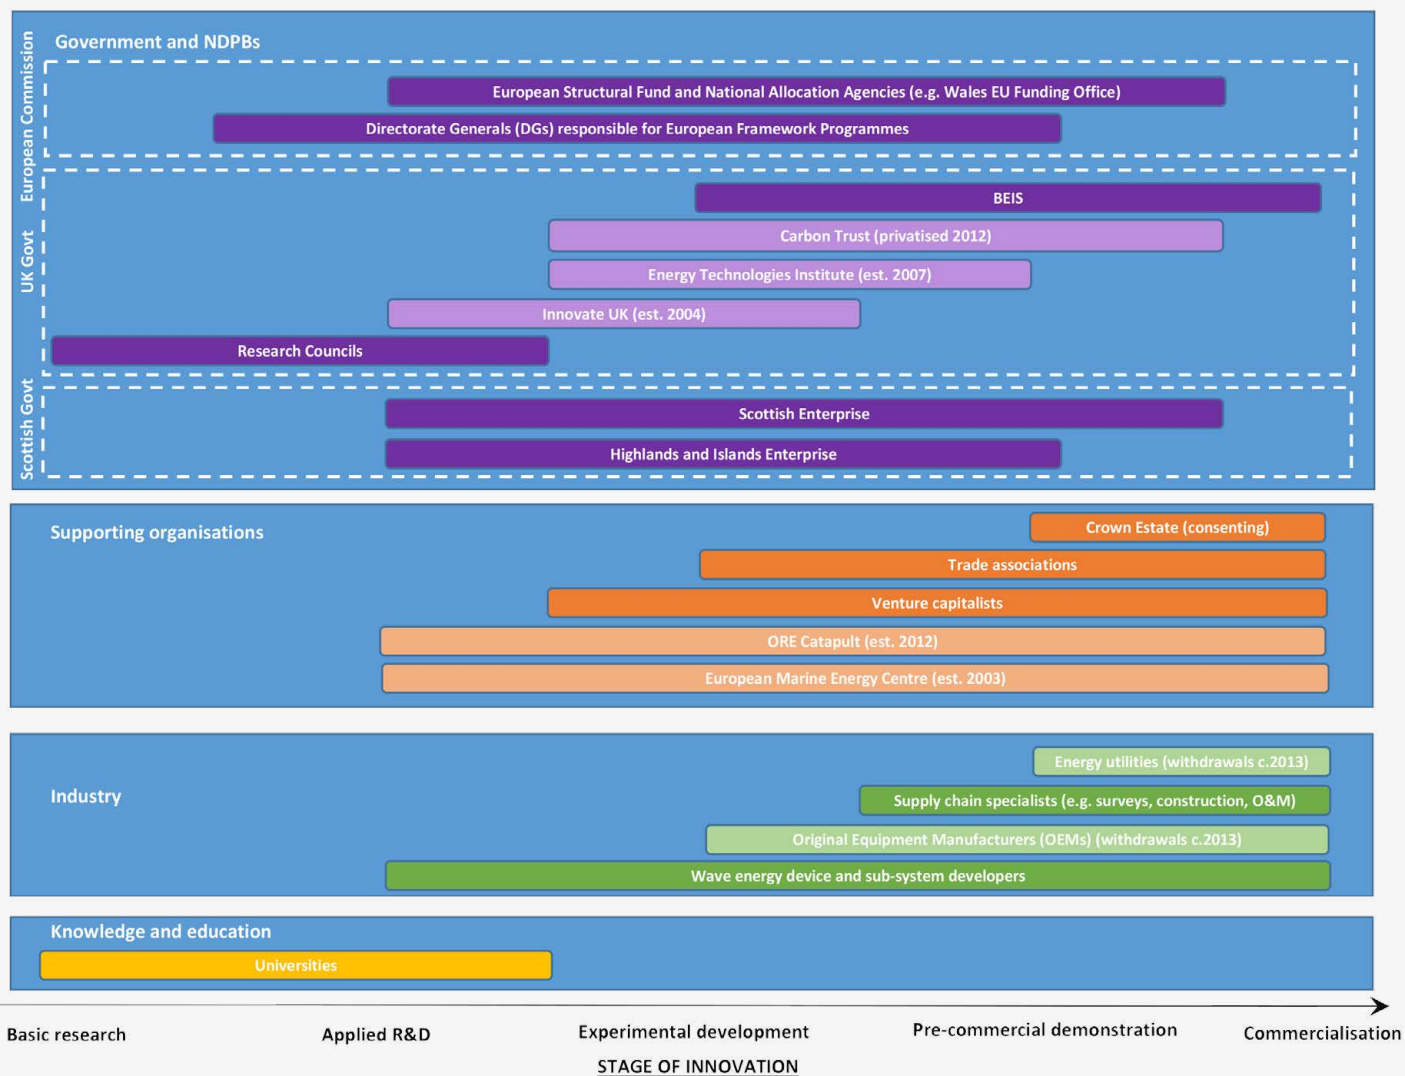 Government and NDPBs
European Commission
European Structural Fund and National Allocation Agencies (e.g. Wales EU Funding Office)
Directorate Generals (DGs) responsible for European Framework Programmes
UK Govt
BEIS
Carbon Trust (privatised 2012)
Energy Technologies Institute (est. 2007)
Innovate UK (est. 2004)
Research Councils
Scottish Govt
Scottish Enterprise
Highlands and Islands Enterprise
Supporting organisations
Crown Estate (consenting)
Trade associations
Venture capitalists
ORE Catapult (est. 2012)
European Marine Energy Centre (est. 2003)
Industry
Energy utilities (withdrawals c.2013)
Supply chain specialists (e.g. surveys, construction, O&M)
Original Equipment Manufacturers (OEMs) (withdrawals c.2013)
Wave energy device and sub-system developers
Knowledge and education
Universities
Basic research
Applied R&D
Experimental development
Pre-commercial demonstration
Commercialisation
STAGE OF INNOVATION